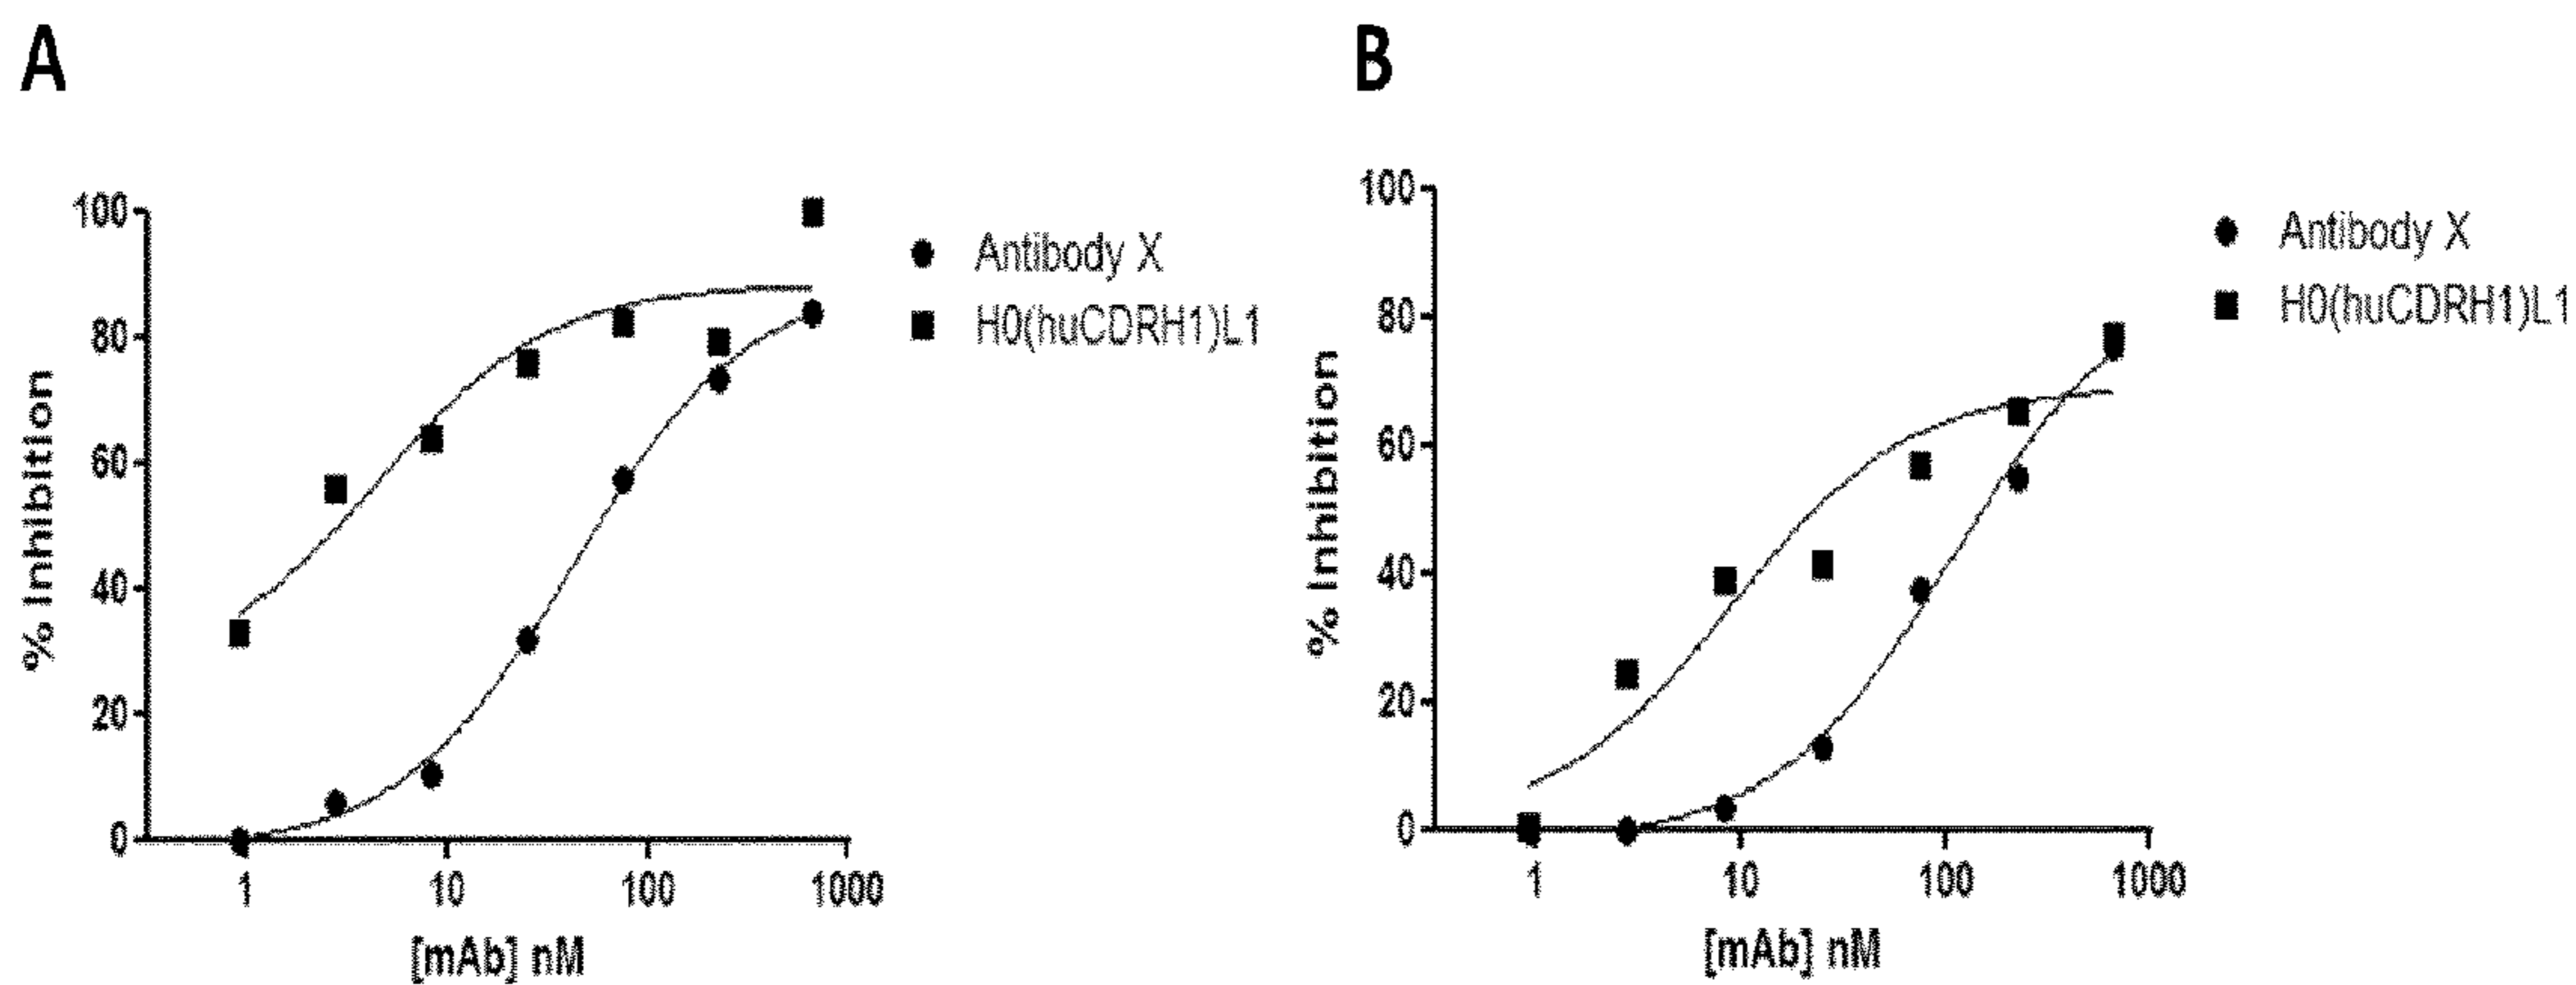 A
100
80
60
40
20
0
% Inhibition
1 10 100 1000
[mAb] nM
Antibody X
H0(huCDRH1)L1
B
100
80
60
40
20
0
% Inhibition
1 10 100 1000
[mAb] nM
Antibody X
H0(huCDRH1)L1